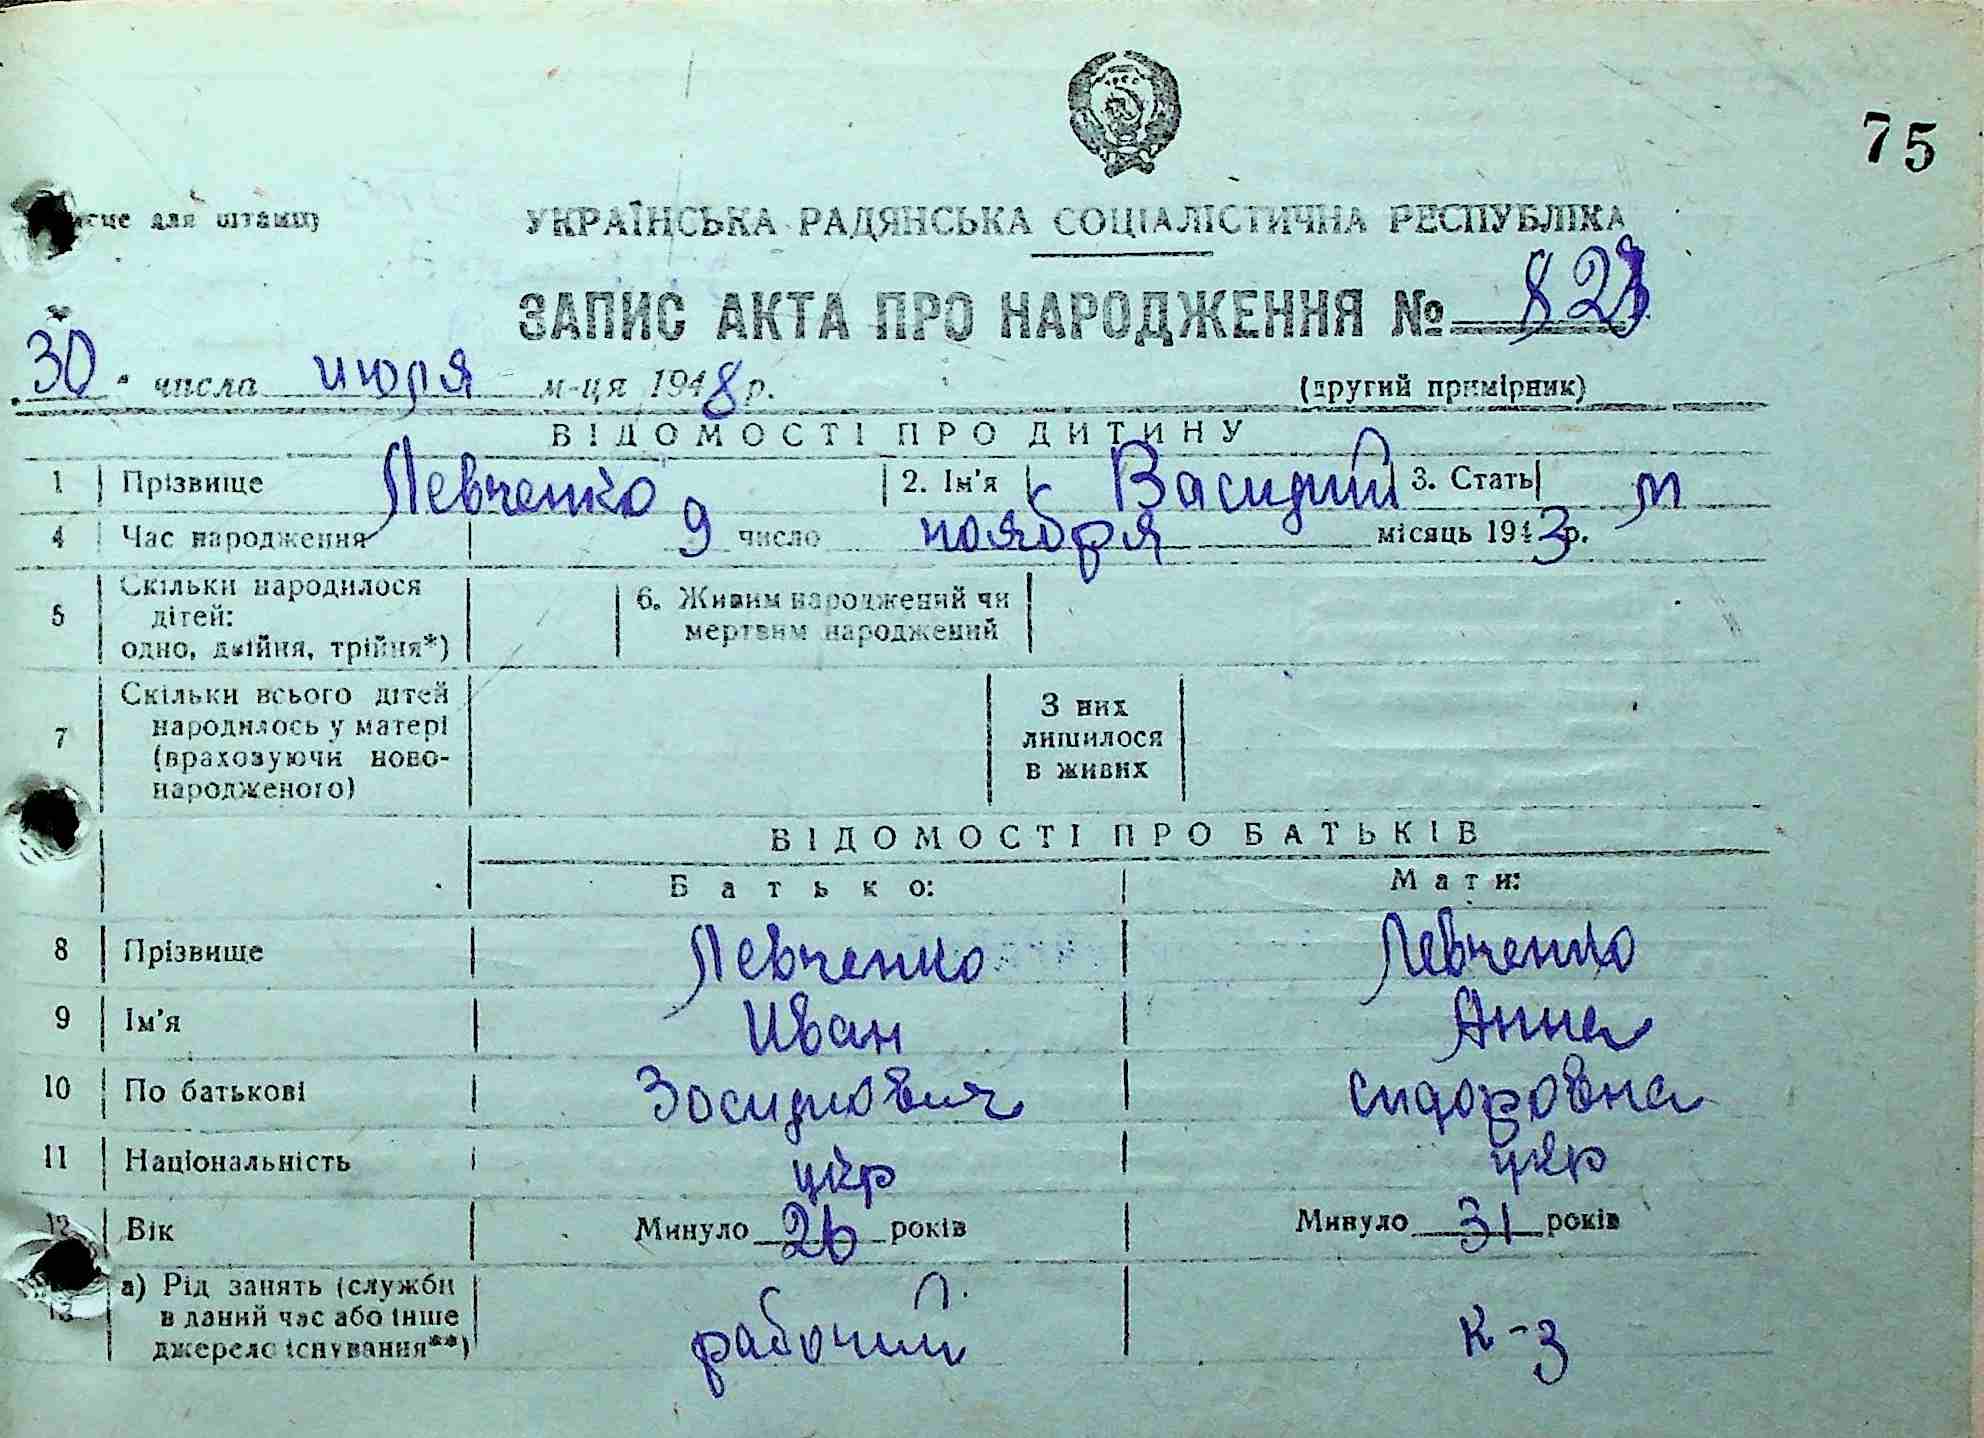 75
для штампу
УКРАЇНСЬКА РАДЯНСЬКА СОЦІАЛІСТИЧНА РЕСПУБЛІКА
ЗАПИС АКТА ПРО НАРОДЖЕННЯ №
30 числа июля м-ця 1948 р.
(другий примірник)
ВІДОМОСТІ ПРО ДИТИНУ
1 Прізвище Левченко 2. Ім'я Василий 3. Стать м
4 Час народження 9 число ноября місяць 1943 р.
5 Скільки народилося дітей: одно, двійня, трійня*) 6. Живим народжений чи мертвим народжений
7 Скільки всього дітей народилось у матері (враховуючи ново-народженого) З них лишилося в живих
ВІДОМОСТІ ПРО БАТЬКІВ
Батько: Мати:
8 Прізвище Левченко Левченко
9 Ім'я Иван Анна
10 По батькові Сидоровна
11 Національність укр укр
12 Вік Минуло 26 років Минуло 31 років
13 а) Рід занять (служби в даний час або інше джерело існування**) рабочий к-з